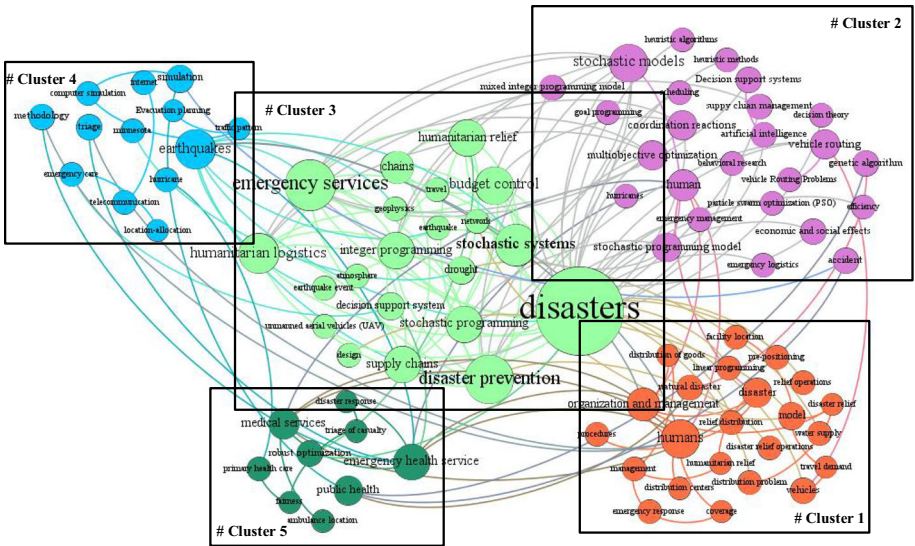 # Cluster 4
internet
simulation
computer simulation
methodology
Evacuation planning
triage
minnesota
traffic pattern
earthquakes
emergency care
hurricane
telecommunication
location-allocation
# Cluster 2
heuristic algorithms
stochastic models
heuristic methods
Decision support systems
mixed integer programming model
scheduling
suppy chian management
goal programming
decision theory
coordination reactions
artificial intelligence
vehicle routing
multiobjective optimization
behavioral research
genetic algorithm
human
vehicle Routing Problems
hurricanes
particle swarm optimization (PSO)
efficiency
emergency management
economic and social effects
stochastic programming model
emergency logistics
accident
# Cluster 3
humanitarian relief
chains
emergency services
travel
budget control
geophysics
network
earthquake
humanitarian logistics
integer programming
stochastic systems
atmosphere
drought
earthquake event
decision support system
disasters
unmanned aerial vehicles (UAV)
stochastic programming
design
supply chains
disaster prevention
# Cluster 5
disaster response
medical services
triage of casualty
robust optimization
primary health care
emergency health service
public health
fairness
ambulance location
facility location
distribution of goods
pre-positioning
linear programming
natural disaster
disaster
relief operations
organization and management
model
disaster relief
relief distribution
procedures
humans
water supply
disaster relief operations
management
humanitarian relief
travel demand
distribution centers
distribution problem
vehicles
emergency response
coverage
# Cluster 1